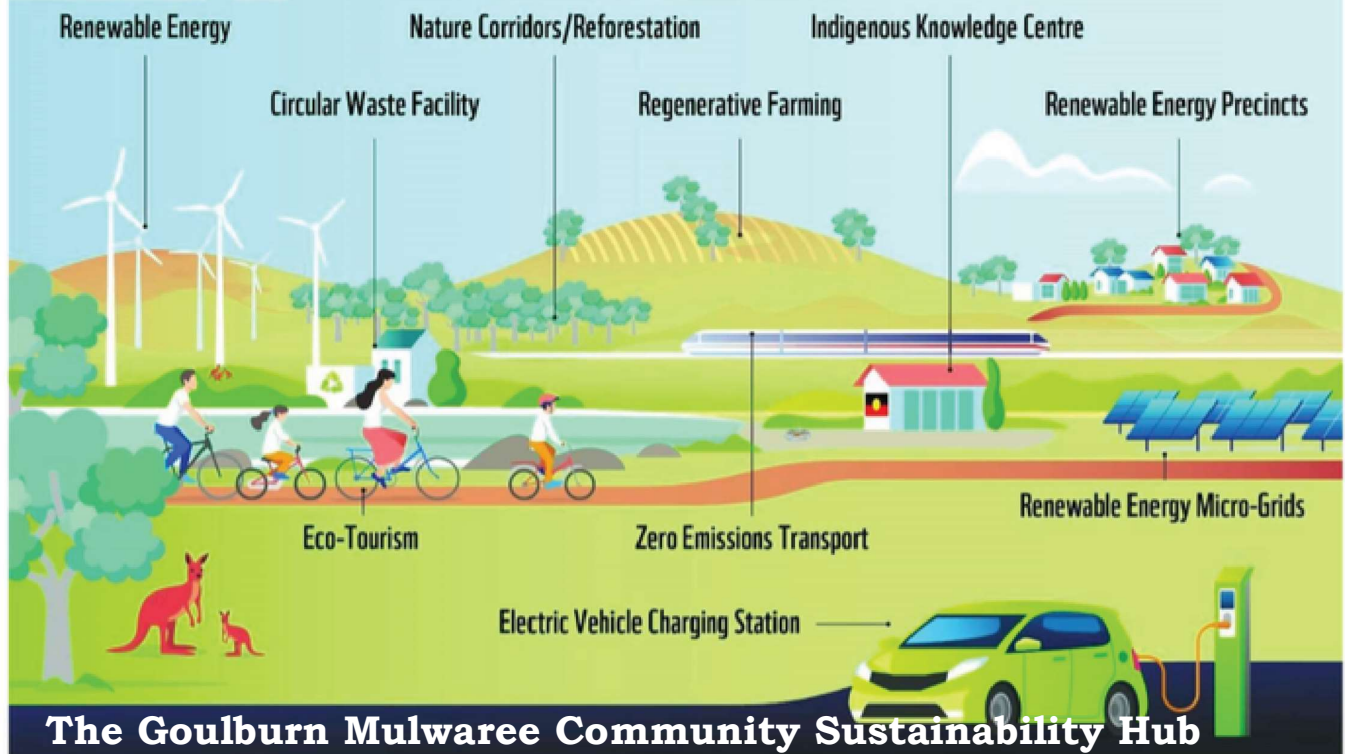 Renewable Energy
Nature Corridors/Reforestation
Indigenous Knowledge Centre
Circular Waste Facility
Regenerative Farming
Renewable Energy Precincts
Renewable Energy Micro-Grids
Eco-Tourism
Zero Emissions Transport
Electric Vehicle Charging Station
The Goulburn Mulwaree Community Sustainability Hub